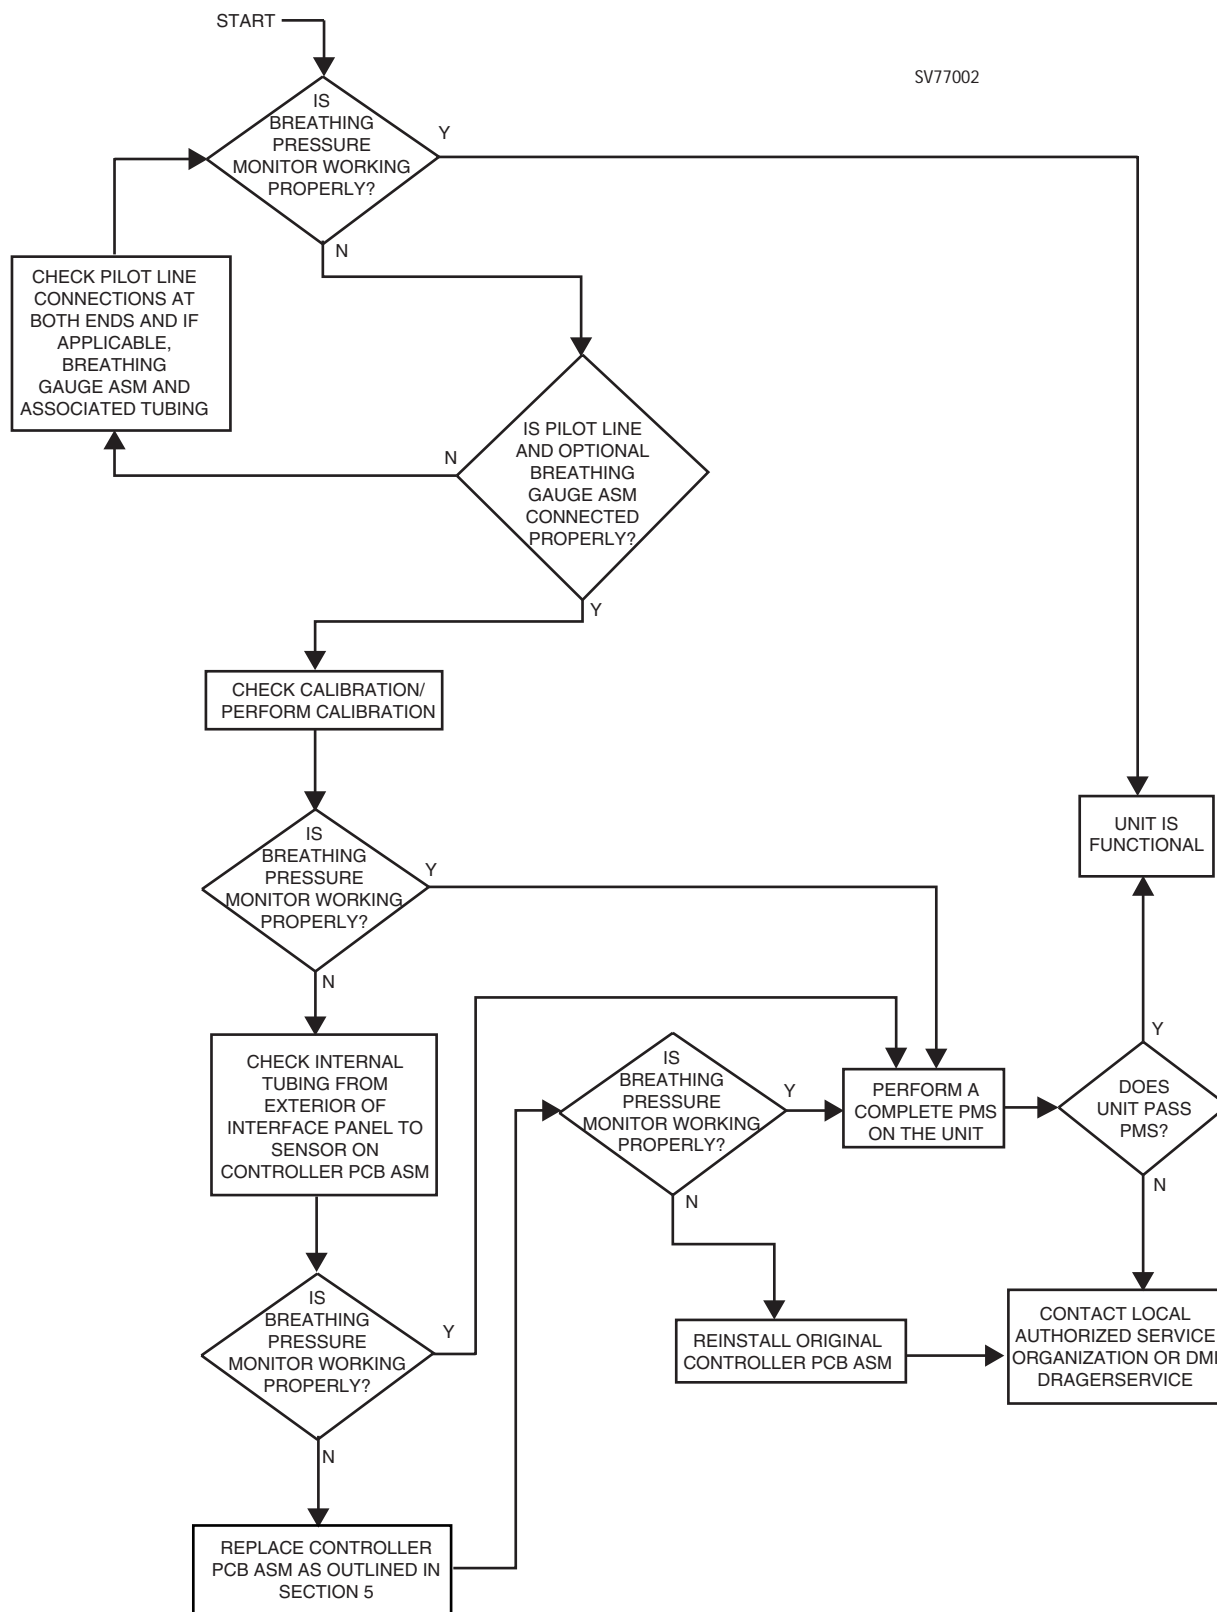 START
SV77002
IS
BREATHING
PRESSURE
MONITOR WORKING
PROPERLY?
Y
N
CHECK PILOT LINE
CONNECTIONS AT
BOTH ENDS AND IF
APPLICABLE,
BREATHING
GAUGE ASM AND
ASSOCIATED TUBING
IS PILOT LINE
AND OPTIONAL
BREATHING
GAUGE ASM
CONNECTED
PROPERLY?
N
Y
CHECK CALIBRATION/
PERFORM CALIBRATION
IS
BREATHING
PRESSURE
MONITOR WORKING
PROPERLY?
Y
N
UNIT IS
FUNCTIONAL
CHECK INTERNAL
TUBING FROM
EXTERIOR OF
INTERFACE PANEL TO
SENSOR ON
CONTROLLER PCB ASM
IS
BREATHING
PRESSURE
MONITOR WORKING
PROPERLY?
Y
N
PERFORM A
COMPLETE PMS
ON THE UNIT
DOES
UNIT PASS
PMS?
Y
N
IS
BREATHING
PRESSURE
MONITOR WORKING
PROPERLY?
Y
N
REINSTALL ORIGINAL
CONTROLLER PCB ASM
CONTACT LOCAL
AUTHORIZED SERVICE
ORGANIZATION OR
DRAGERSERVICE
REPLACE CONTROLLER
PCB ASM AS OUTLINED IN
SECTION 5